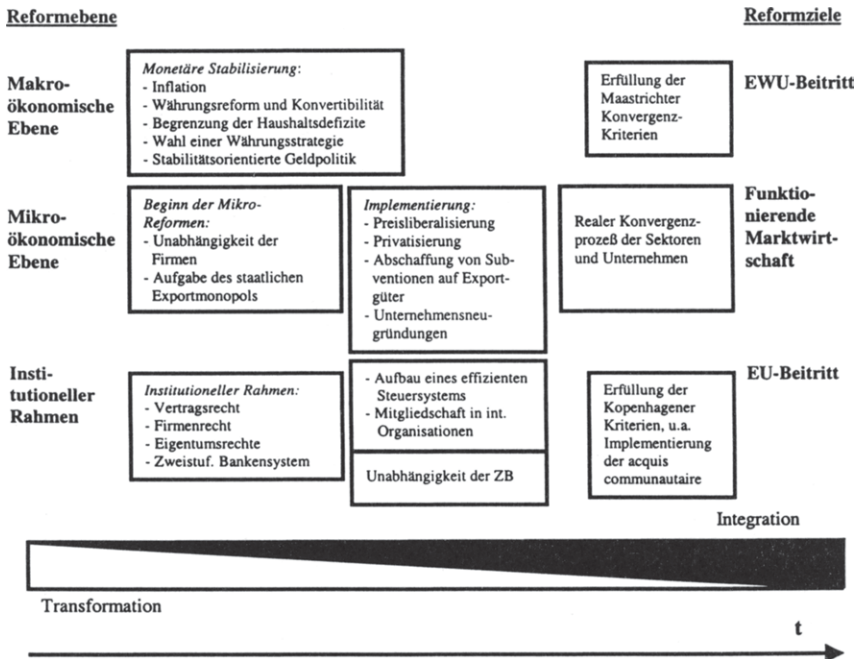 Reformebene
Reformziele
Makro-
ökonomische
Ebene
Monetäre Stabilisierung:
- Inflation
- Währungsreform und Konvertibilität
- Begrenzung der Haushaltsdefizite
- Wahl einer Währungsstrategie
- Stabilitätsorientierte Geldpolitik
Erfüllung der
Maastrichter
Konvergenz-
Kriterien
EWU-Beitritt
Mikro-
ökonomische
Ebene
Beginn der Mikro-
Reformen:
- Unabhängigkeit der
Firmen
- Aufgabe des staatlichen
Exportmonopols
Implementierung:
- Preisliberalisierung
- Privatisierung
- Abschaffung von Sub-
ventionen auf Export-
güter
- Unternehmensneu-
gründungen
Realer Konvergenz-
prozeß der Sektoren
und Unternehmen
Funktio-
nierende
Marktwirt-
schaft
Insti-
tutioneller
Rahmen
Institutioneller Rahmen:
- Vertragsrecht
- Firmenrecht
- Eigentumsrechte
- Zweistuf. Bankensystem
- Aufbau eines effizienten
Steuersystems
- Mitgliedschaft in int.
Organisationen
Unabhängigkeit der ZB
Erfüllung der
Kopenhagener
Kriterien, u.a.
Implementierung
der acquis
communautaire
EU-Beitritt
Integration
Transformation
t